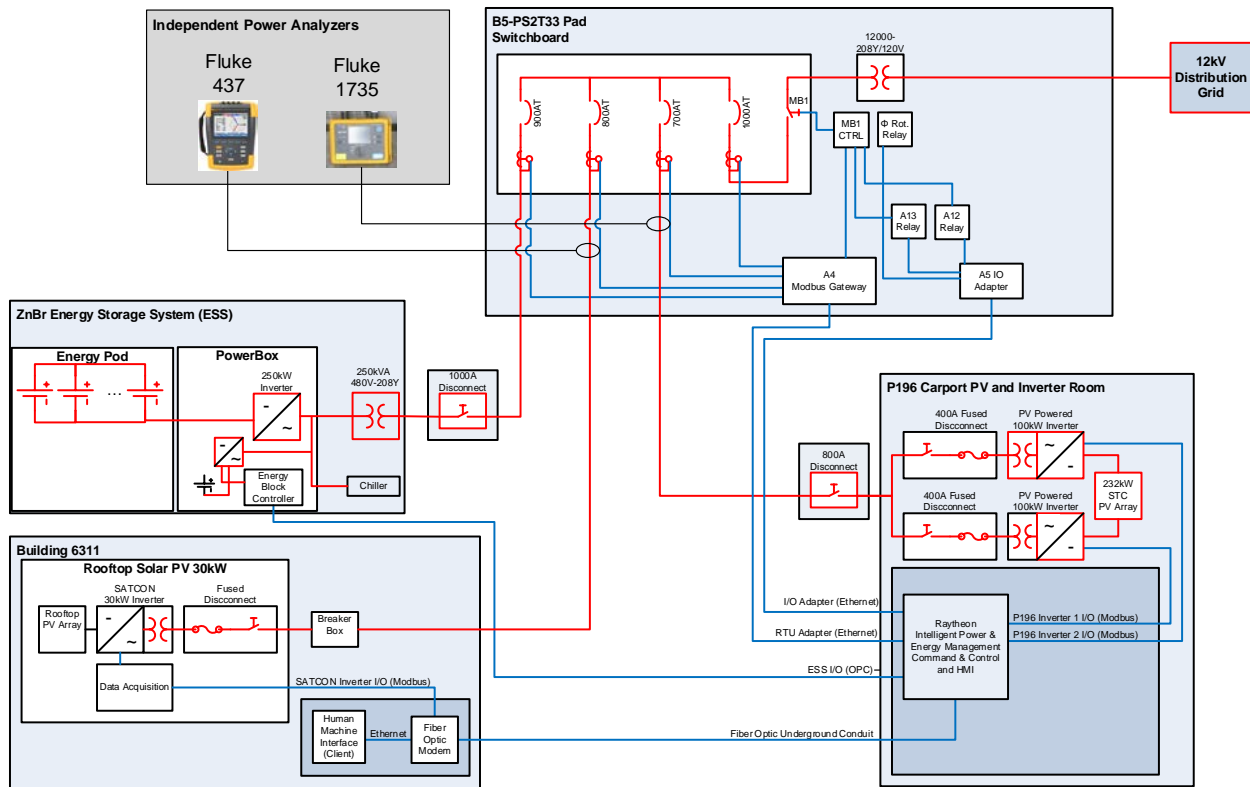 Independent Power Analyzers
Fluke
437
Fluke
1735
B5-PS2T33 Pad
Switchboard
900AT
800AT
700AT
1000AT
MB1
12000-
208Y/120V
MB1
CTRL
Φ Rot.
Relay
A13
Relay
A12
Relay
A4
Modbus Gateway
A5 IO
Adapter
12kV
Distribution
Grid
ZnBr Energy Storage System (ESS)
Energy Pod
+
-
+
-
...
+
-
PowerBox
250kW
Inverter
-
~
-
~
+
Energy
Block
Controller
Chiller
250kVA
480V-208Y
1000A
Disconnect
P196 Carport PV and Inverter Room
800A
Disconnect
400A Fused
Disconnect
PV Powered
100kW Inverter
~
-
400A Fused
Disconnect
PV Powered
100kW Inverter
~
-
232kW
STC
PV Array
Building 6311
Rooftop Solar PV 30kW
SATCON
30kW Inverter
Fused
Disconnect
Rooftop
PV Array
-
~
Breaker
Box
Data Acquisition
SATCON Inverter I/O (Modbus)
Human
Machine
Interface
(Client)
Ethernet
Fiber
Optic
Modem
I/O Adapter (Ethernet)
RTU Adapter (Ethernet)
ESS I/O (OPC)
Fiber Optic Underground Conduit
Raytheon
Intelligent Power &
Energy Management
Command & Control
and HMI
P196 Inverter 1 I/O (Modbus)
P196 Inverter 2 I/O (Modbus)